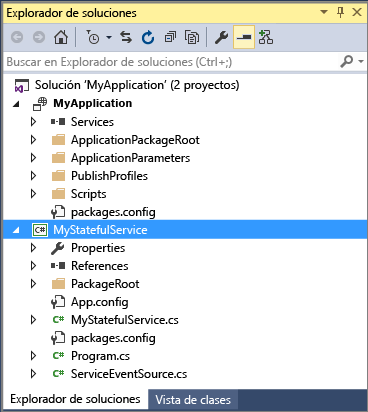 Explorador de soluciones
Buscar en Explorador de soluciones (Ctrl+;)
Solución 'MyApplication' (2 proyectos)
MyApplication
Services
ApplicationPackageRoot
ApplicationParameters
PublishProfiles
Scripts
packages.config
C# MyStatefulService
Properties
References
PackageRoot
App.config
C# MyStatefulService.cs
packages.config
C# Program.cs
C# ServiceEventSource.cs
Explorador de soluciones Vista de clases